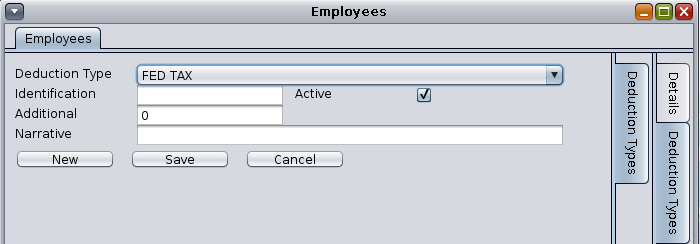 Employees
Employees
Deduction Type FED TAX
Identification Active
Additional 0
Narrative
New Save Cancel
Deduction Types
Details
Deduction Types